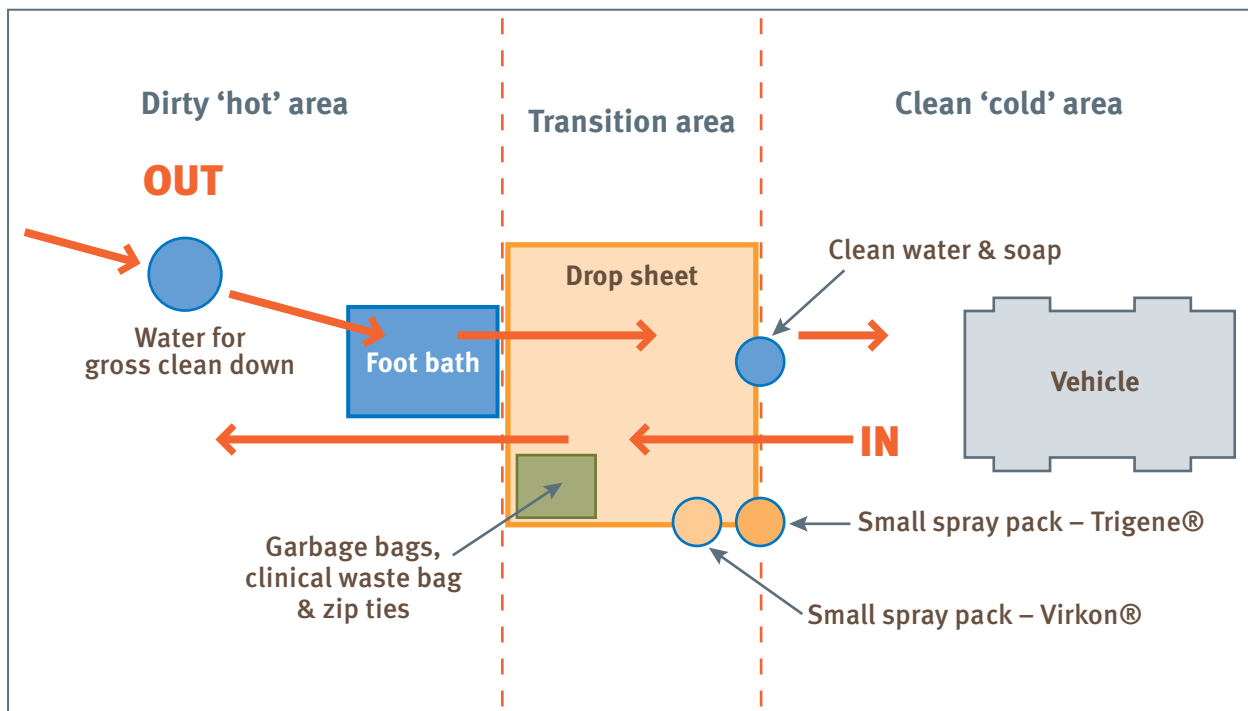 Dirty ‘hot’ area
Transition area
Clean ‘cold’ area
OUT
Water for
gross clean down
Foot bath
Drop sheet
Clean water & soap
Vehicle
IN
Garbage bags,
clinical waste bag
& zip ties
Small spray pack – Trigene®
Small spray pack – Virkon®